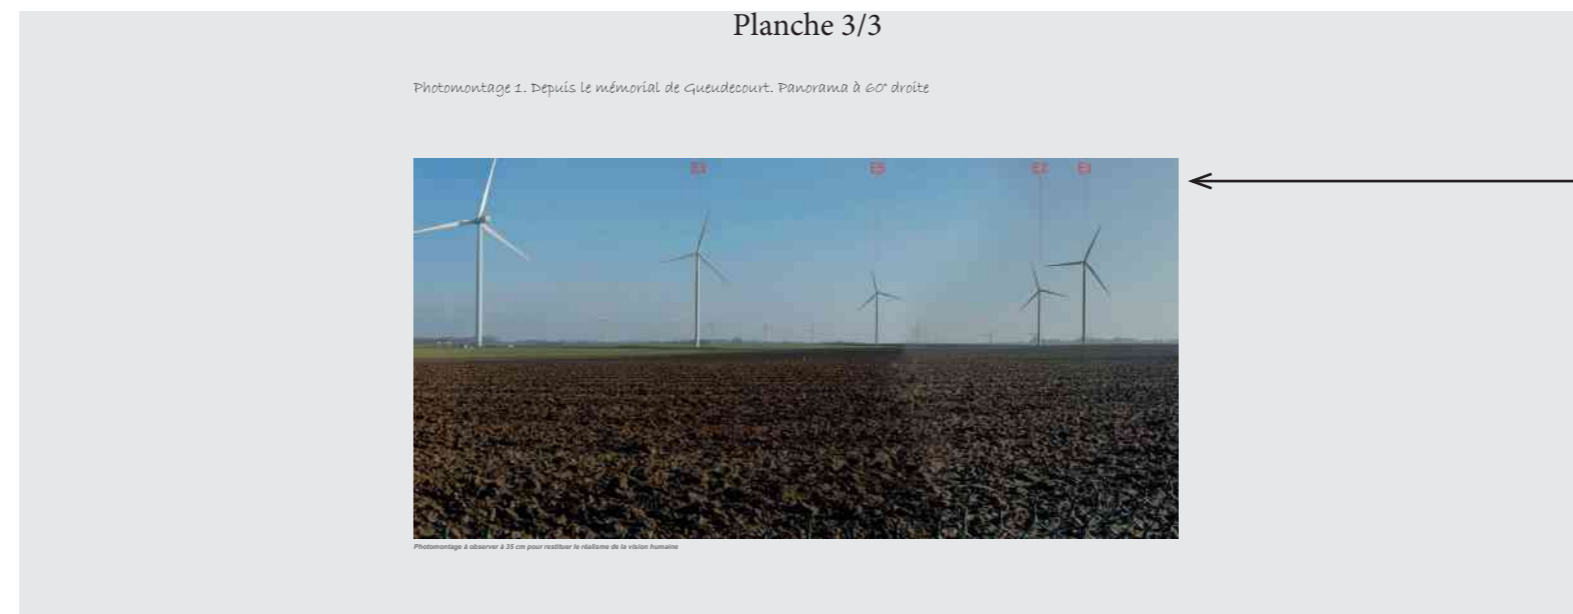 Planche 3/3
Photomontage 1. Depuis le mémorial de Gueudecourt. Panorama à 60° droite
E3 E5 E2 E1
Photomontage à observer à 35 cm pour restituer le réalisme de la vision humaine